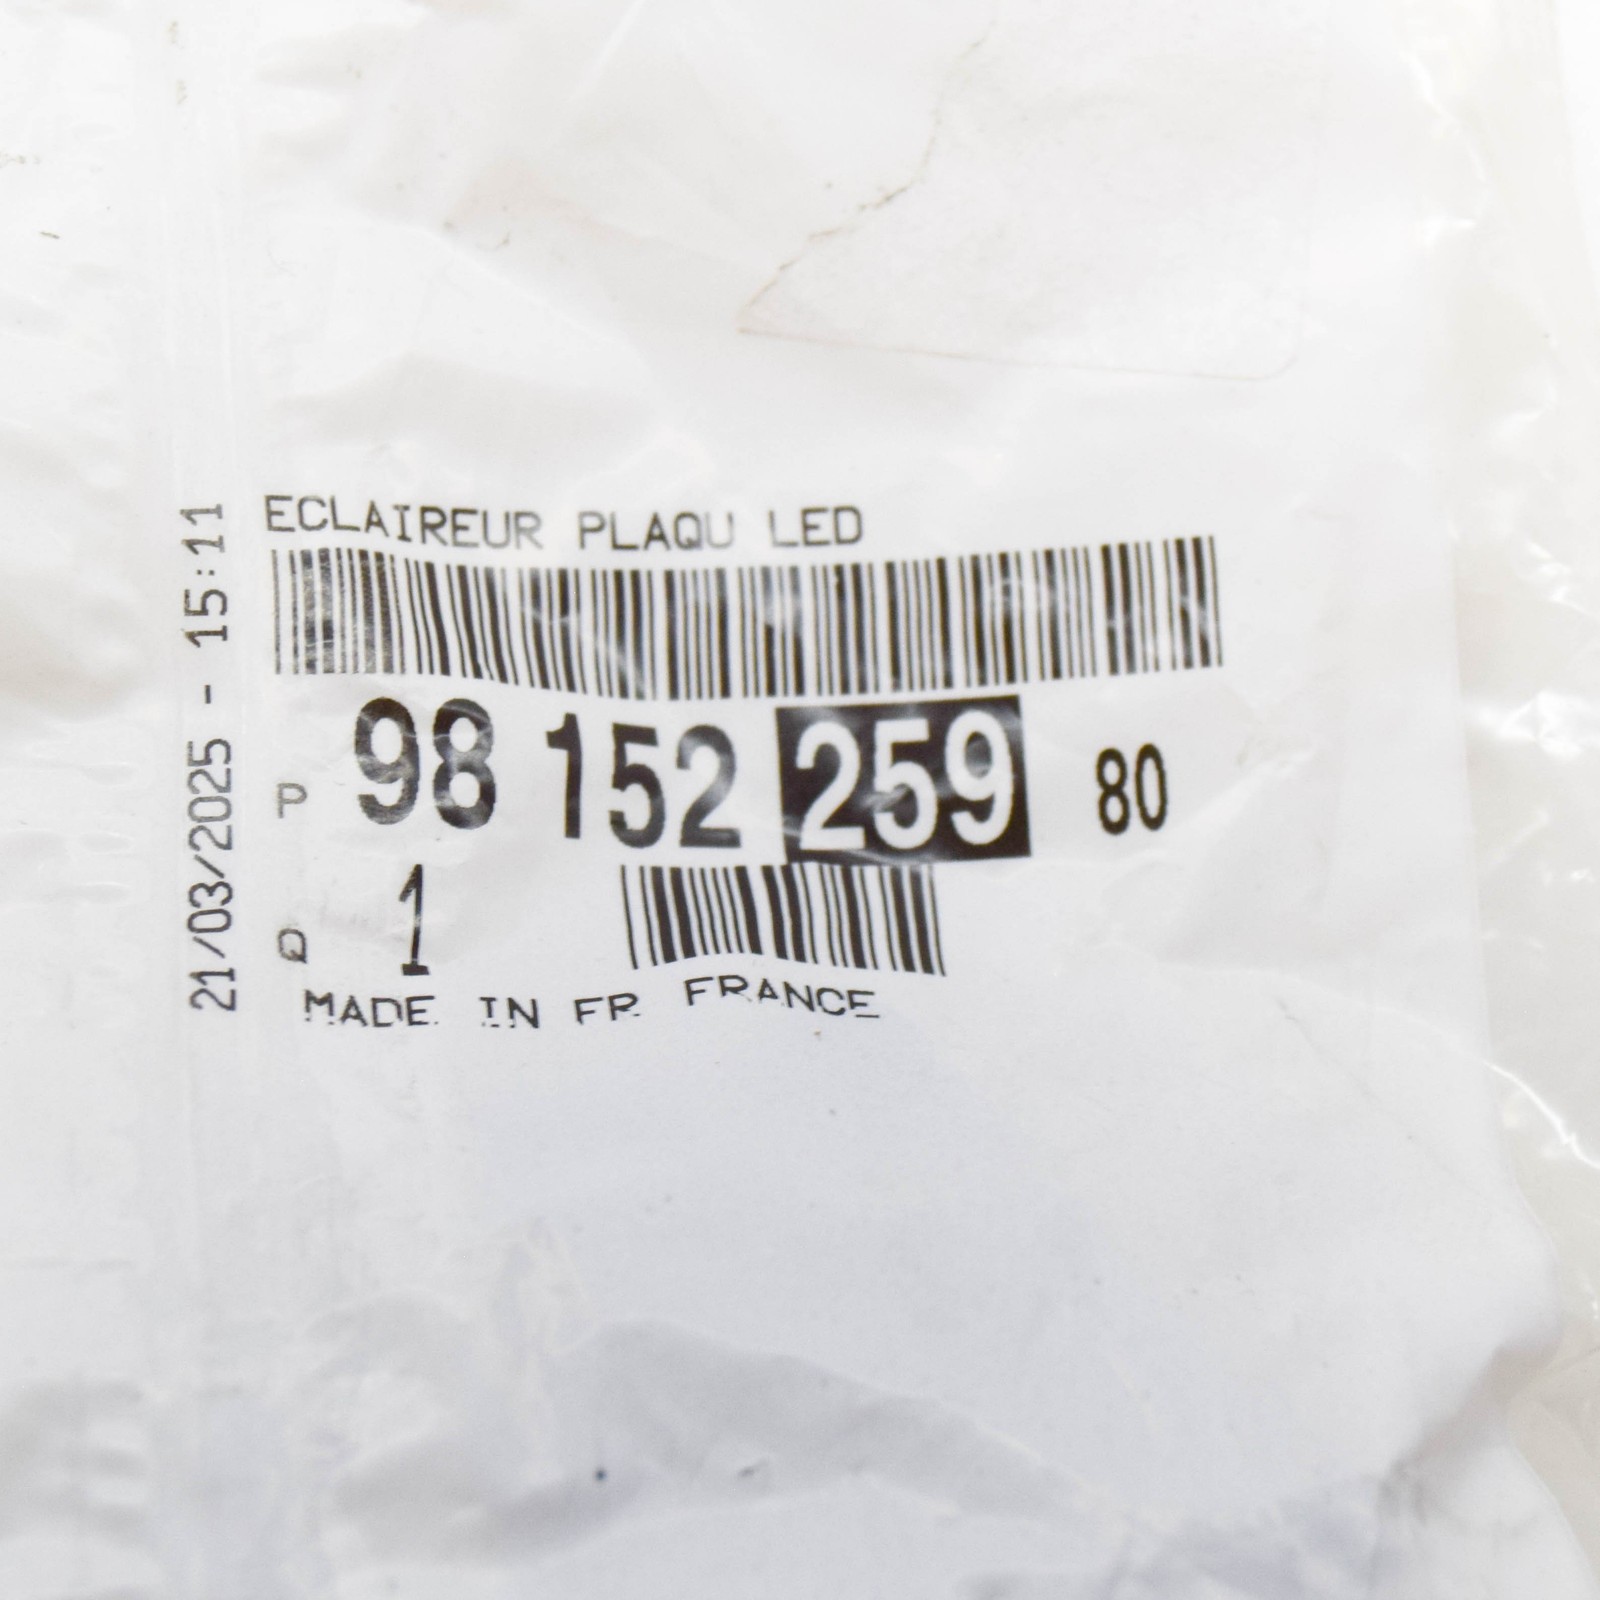 ECLAIREUR PLAQU LED
P 98 152 259 80
Q 1
MADE IN FR FRANCE
21/03/2025 - 15:11